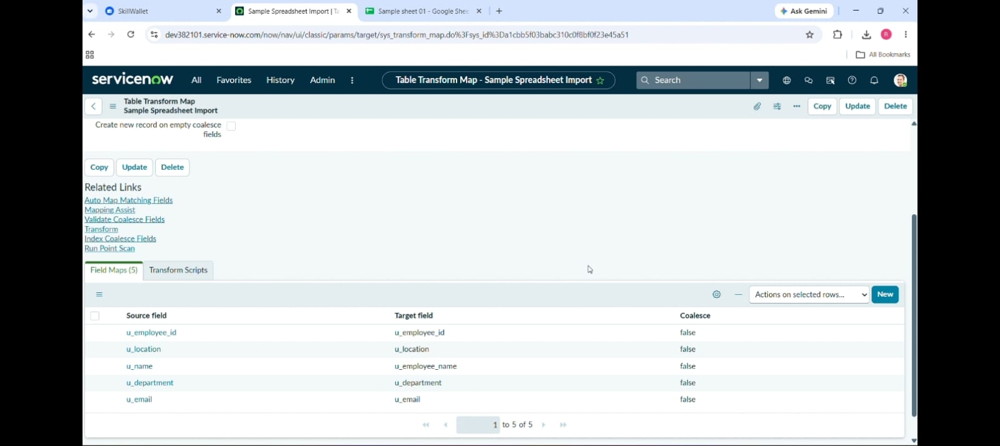 SkillWallet
Sample Spreadsheet Import | Ta
Sample sheet 01 - Google Shee
Ask Gemini
dev382101.service-now.com/now/nav/ui/classic/params/target/sys_transform_map.do%3Fsys_id%3Da1cbb5f03babc310c0f8bf0f23e45a51
R
All Bookmarks
servicenow All Favorites History Admin Table Transform Map - Sample Spreadsheet Import Search
Table Transform Map
Sample Spreadsheet Import
Copy Update Delete
Create new record on empty coalesce
fields
Copy Update Delete
Related Links
Auto Map Matching Fields
Mapping Assist
Validate Coalesce Fields
Transform
Index Coalesce Fields
Run Point Scan
Field Maps (5) Transform Scripts
Actions on selected rows... New
Source field Target field Coalesce
u_employee_id u_employee_id false
u_location u_location false
u_name u_employee_name false
u_department u_department false
u_email u_email false
1 to 5 of 5